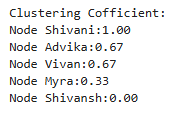 Clustering Cofficient:
Node Shivani:1.00
Node Advika:0.67
Node Vivan:0.67
Node Myra:0.33
Node Shivansh:0.00